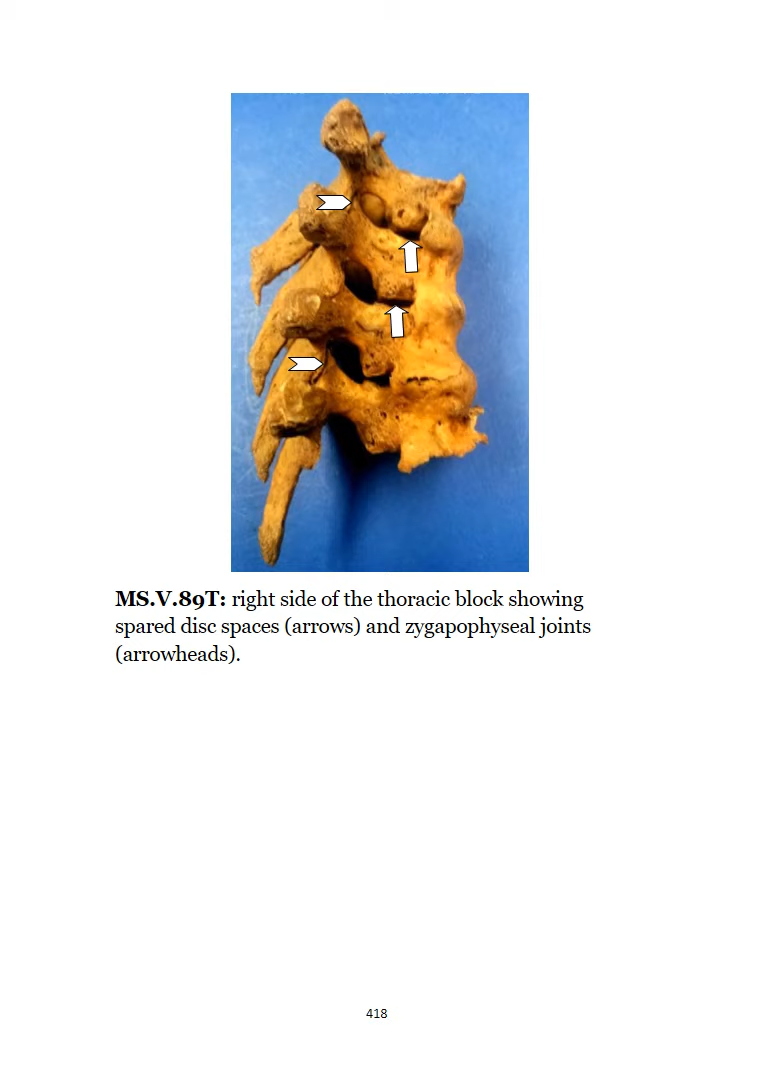 MS.V.89T: right side of the thoracic block showing
spared disc spaces (arrows) and zygapophyseal joints
(arrowheads).
418